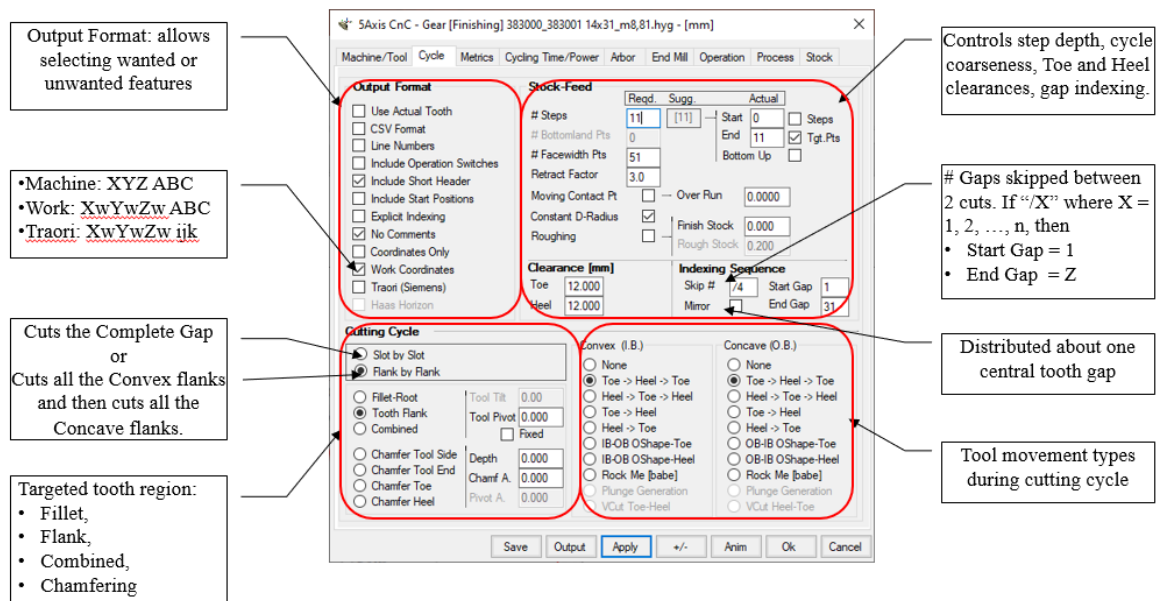 Output Format: allows
selecting wanted or
unwanted features
•Machine: XYZ ABC
•Work: XwYwZw ABC
•Traori: XwYwZw ijk
Cuts the Complete Gap
or
Cuts all the Convex flanks
and then cuts all the
Concave flanks.
Targeted tooth region:
• Fillet,
• Flank,
• Combined,
• Chamfering
5Axis CnC - Gear [Finishing] 383000_383001 14x31_m8,81.hyg - [mm]
Machine/Tool Cycle Metrics Cycling Time/Power Arbor End Mill Operation Process Stock
Output Format
Use Actual Tooth
CSV Format
Line Numbers
Include Operation Switches
Include Short Header
Include Start Positions
Explicit Indexing
No Comments
Coordinates Only
Work Coordinates
Traori (Siemens)
Haas Horizon
Stock-Feed
Reqd. Sugg. Actual
# Steps 11 [11] Start 0 Steps
# Bottomland Pts 0 End 11 Tgt.Pts
# Facewidth Pts 51 Bottom Up
Retract Factor 3.0
Moving Contact Pt Over Run 0.0000
Constant D-Radius Finish Stock 0.000
Roughing Rough Stock 0.200
Clearance [mm]
Toe 12.000
Heel 12.000
Indexing Sequence
Skip # /4 Start Gap 1
Mirror End Gap 31
Cutting Cycle
Slot by Slot
Flank by Flank
Fillet-Root Tool Tilt 0.00
Tooth Flank Tool Pivot 0.000
Combined Fixed
Chamfer Tool Side Depth 0.000
Chamfer Tool End Chamf A. 0.000
Chamfer Toe Pivot A. 0.000
Chamfer Heel
Convex (I.B.)
None
Toe -> Heel -> Toe
Heel -> Toe -> Heel
Toe -> Heel
Heel -> Toe
IB-OB OShape-Toe
IB-OB OShape-Heel
Rock Me [babe]
Plunge Generation
VCut Toe-Heel
Concave (O.B.)
None
Toe -> Heel -> Toe
Heel -> Toe -> Heel
Toe -> Heel
Heel -> Toe
OB-IB OShape-Toe
OB-IB OShape-Heel
Rock Me [babe]
Plunge Generation
VCut Heel-Toe
Save Output Apply +/- Anim Ok Cancel
Controls step depth, cycle
coarseness, Toe and Heel
clearances, gap indexing.
# Gaps skipped between
2 cuts. If “/X” where X =
1, 2, …, n, then
• Start Gap = 1
• End Gap = Z
Distributed about one
central tooth gap
Tool movement types
during cutting cycle